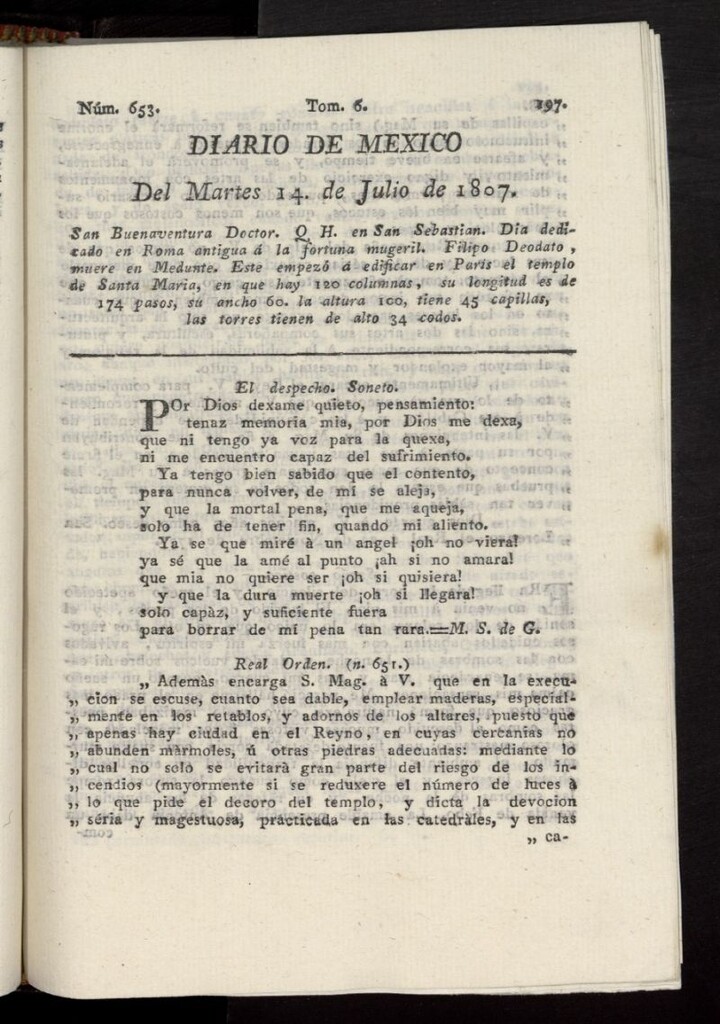 Núm. 653. Tom. 6. 197.
DIARIO DE MEXICO
Del Martes 14. de Julio de 1807.
San Buenaventura Doctor. Q. H. en San Sebastian. Dia dedi-
cado en Roma antigua á la fortuna mugeril. Filipo Deodato,
muere en Medunte. Este empezó á edificar en Paris el templo
de Santa Maria, en que hay 120 columnas, su longitud es de
174 pasos, su ancho 60. la altura 100, tiene 45 capillas,
las torres tienen de alto 34 codos.
El despecho. Soneto.
POr Dios dexame quieto, pensamiento:
tenaz memoria mia, por Dios me dexa,
que ni tengo ya voz para la quexa,
ni me encuentro capaz del sufrimiento.
Ya tengo bien sabido que el contento,
para nunca volver, de mí se aleja,
y que la mortal pena, que me aqueja,
solo ha de tener fin, quando mi aliento.
Ya se que miré à un angel ¡oh no viera!
ya sé que la amé al punto ¡ah si no amara!
que mia no quiere ser ¡oh si quisiera!
y que la dura muerte ¡oh si llegara!
solo capàz, y suficiente fuera
para borrar de mí pena tan rara.=M. S. de G.
Real Orden. (n. 651.)
„ Ademàs encarga S. Mag. à V. que en la execu-
„ cion se escuse, cuanto sea dable, emplear maderas, especial-
„ mente en los retablos, y adornos de los altares, puesto que
„ apenas hay ciudad en el Reyno, en cuyas cercanias no
„ abunden màrmoles, ú otras piedras adecuadas: mediante lo
„ cual no solo se evitarà gran parte del riesgo de los in-
„ cendios (mayormente si se reduxere el número de luces à
„ lo que pide el decoro del templo, y dicta la devocion
„ séria y magestuosa, practicada en las catedràles, y en las
„ ca-